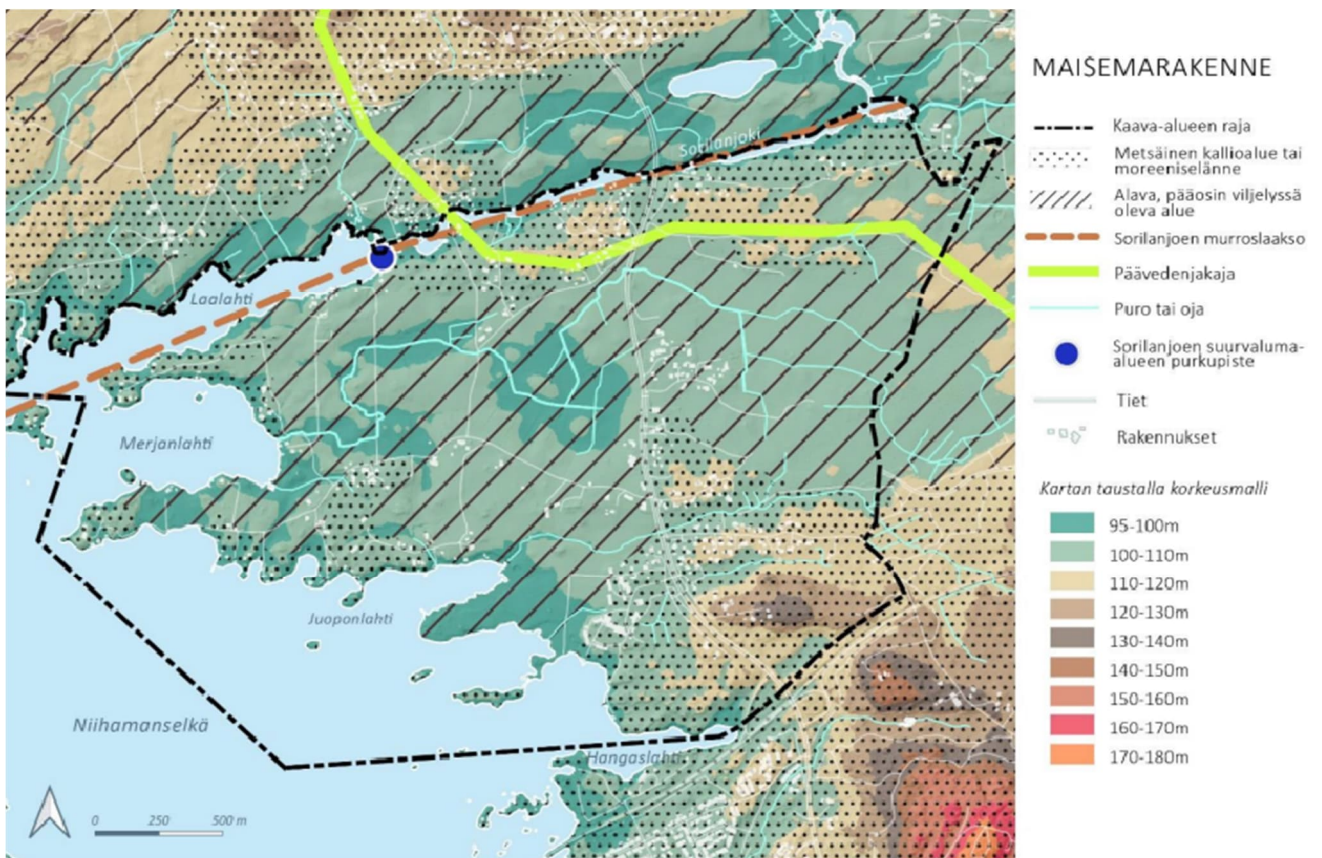 MAISEMARAKENNE
Kaava-alueen raja
Metsäinen kallioalue tai
moreeniselänne
Alava, pääosin viljelyssä
oleva alue
Sorilanjoen murroslaakso
Päävedenjakaja
Puro tai oja
Sorilanjoen suurvaluma-
alueen purkupiste
Tiet
Rakennukset
Kartan taustalla korkeusmalli
95-100m
100-110m
110-120m
120-130m
130-140m
140-150m
150-160m
160-170m
170-180m
Sorilanjoki
Laalahti
Merjanlahti
Juoponlahti
Niihamanselkä
Hangaslahti
0 250 500 m